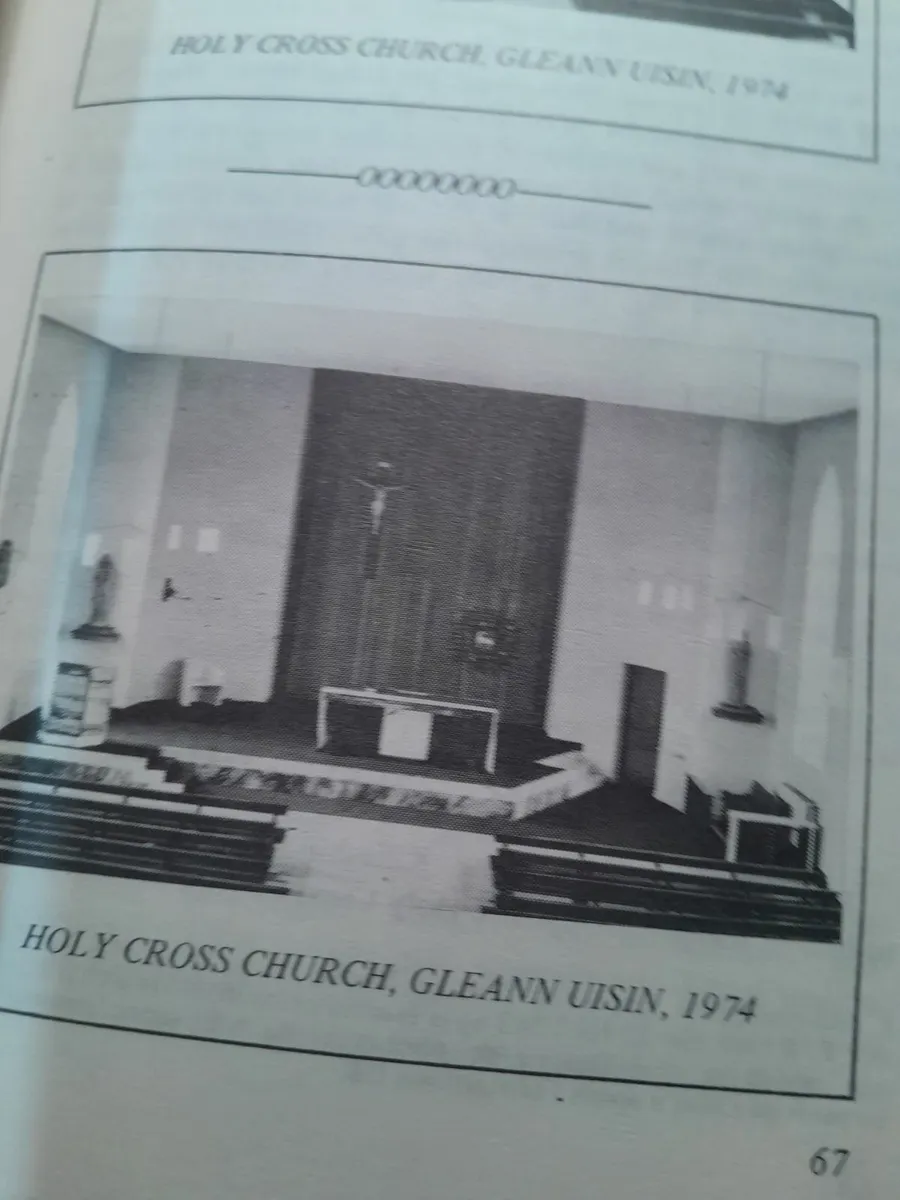 HOLY CROSS CHURCH, GLEANN UISIN, 1974
HOLY CROSS CHURCH, GLEANN UISIN, 1974
67